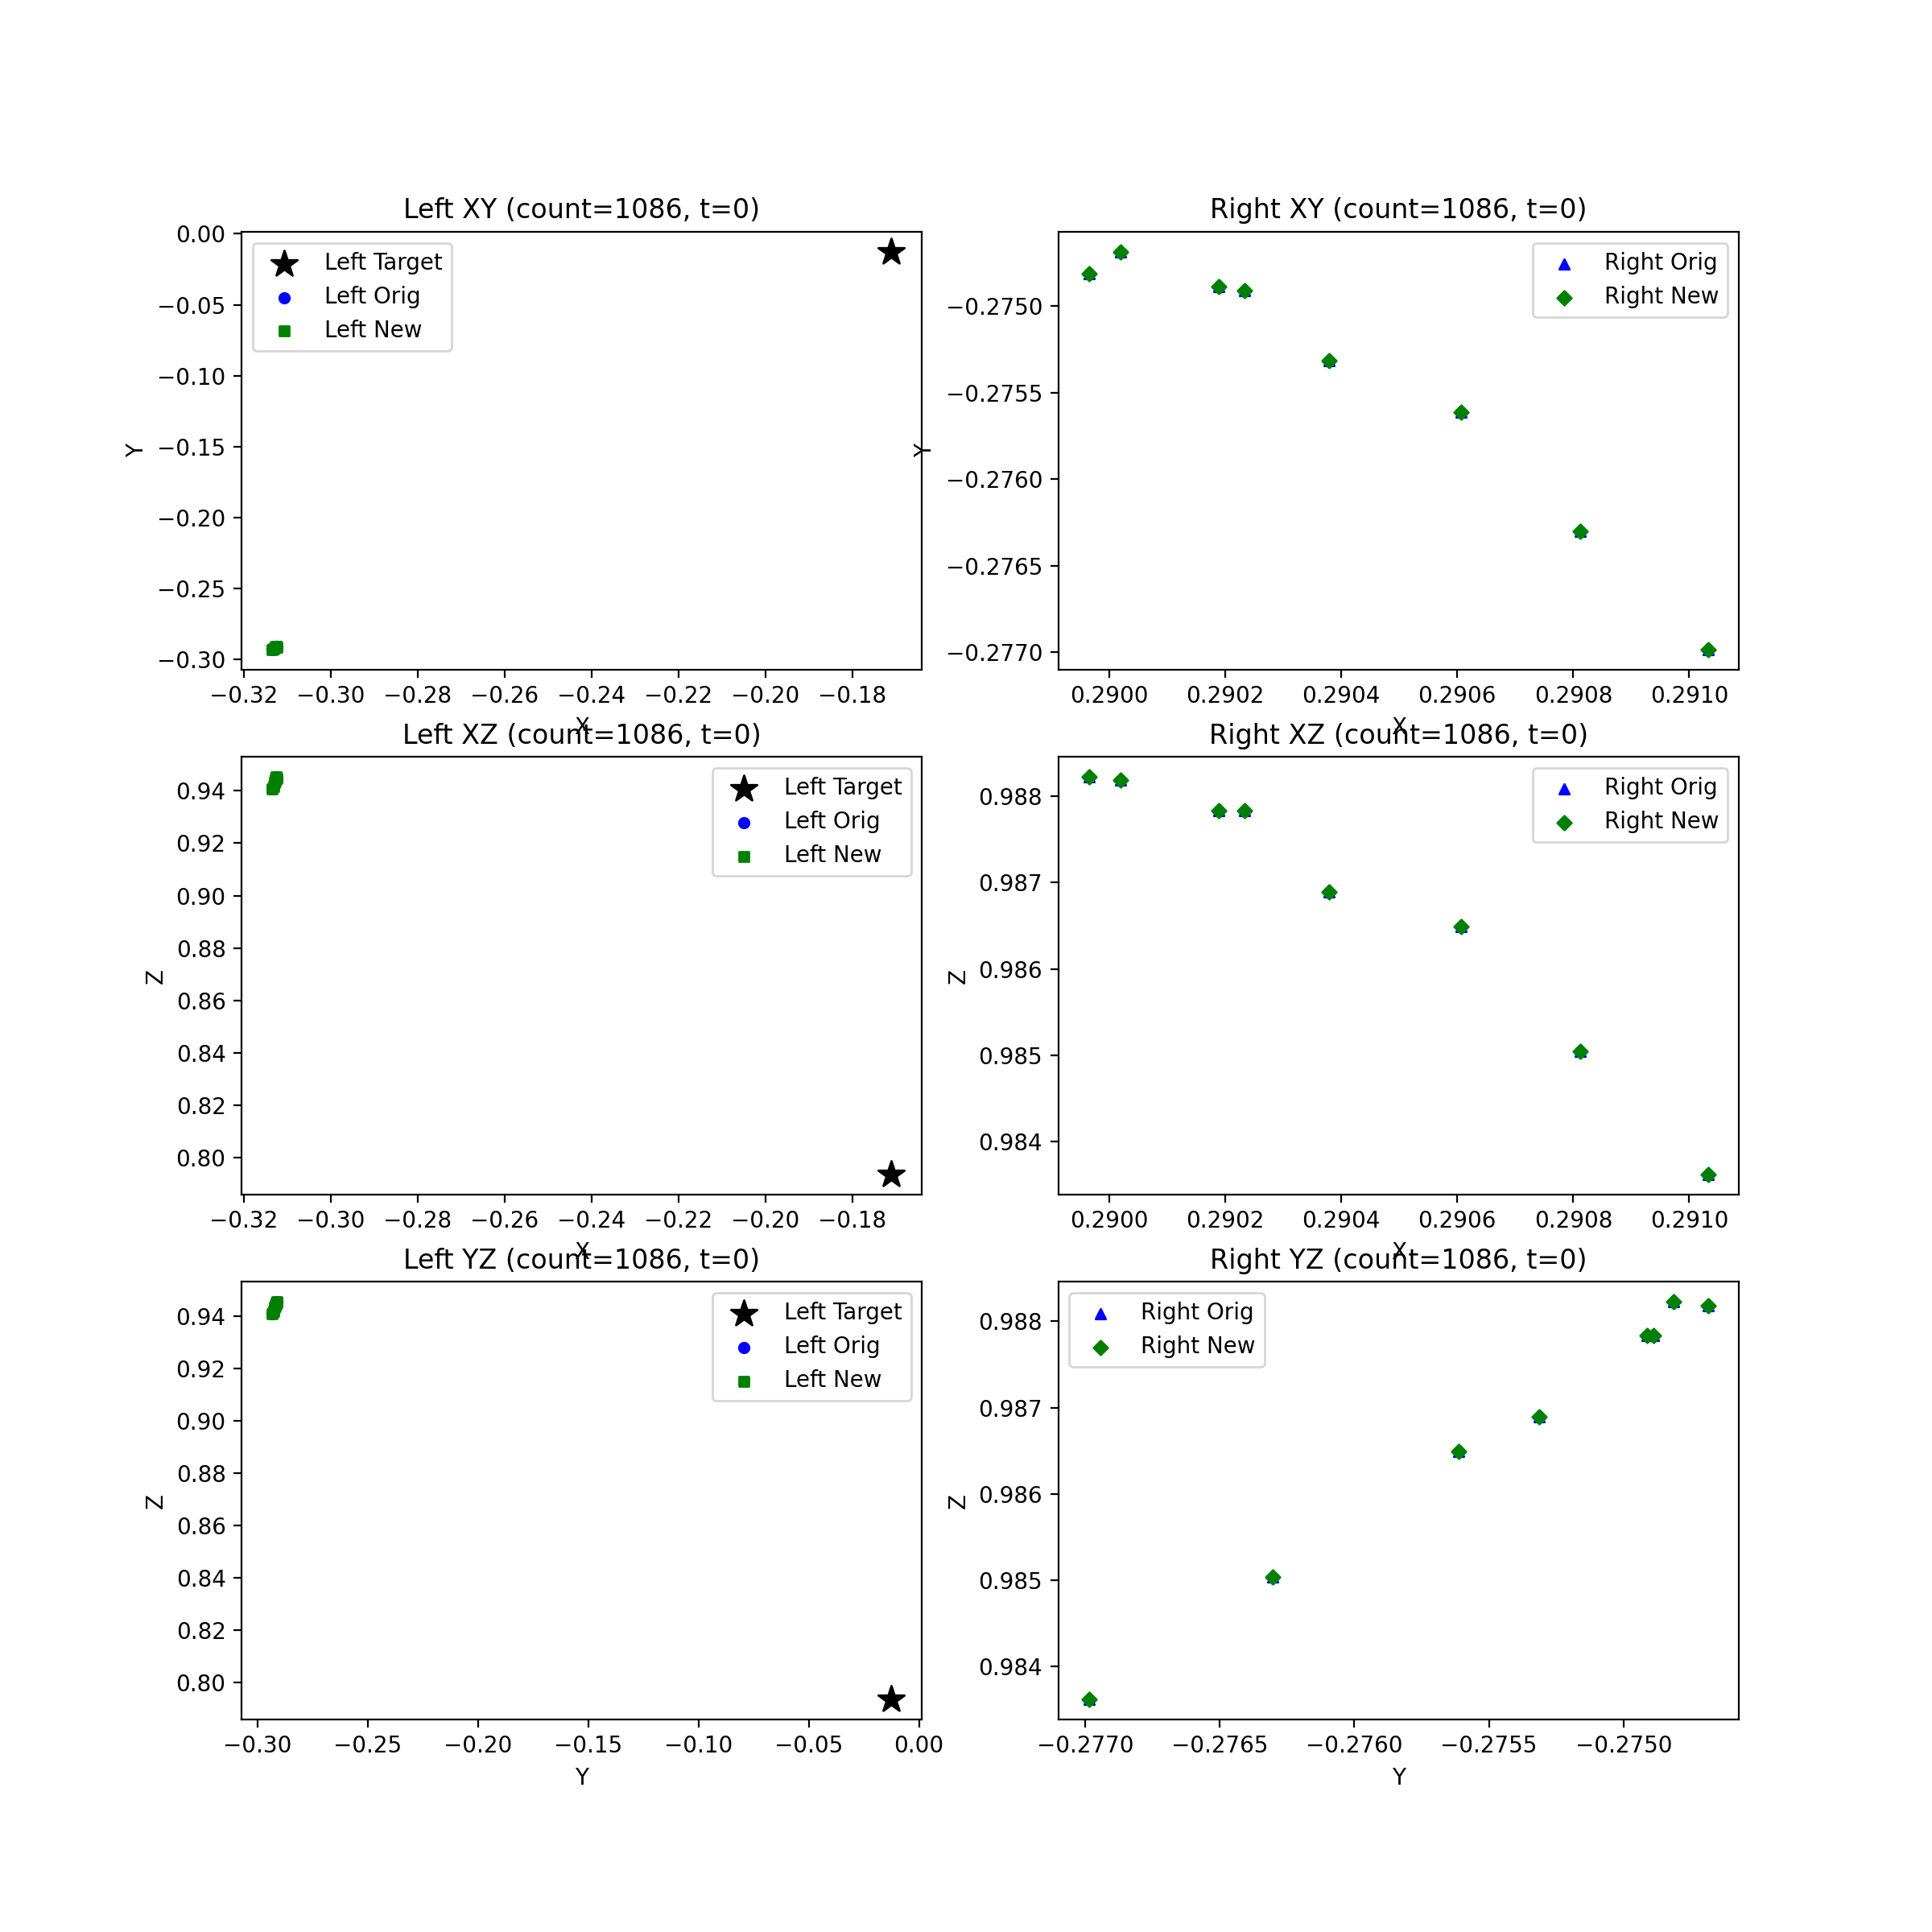 Left XY (count=1086, t=0)
Left Target
Left Orig
Left New
0.00
−0.05
−0.10
−0.15
−0.20
−0.25
−0.30
Y
−0.32 −0.30 −0.28 −0.26 −0.24 −0.22 −0.20 −0.18
X
Right XY (count=1086, t=0)
Right Orig
Right New
−0.2750
−0.2755
−0.2760
−0.2765
−0.2770
Y
0.2900 0.2902 0.2904 0.2906 0.2908 0.2910
X
Left XZ (count=1086, t=0)
Left Target
Left Orig
Left New
0.94
0.92
0.90
0.88
0.86
0.84
0.82
0.80
Z
−0.32 −0.30 −0.28 −0.26 −0.24 −0.22 −0.20 −0.18
X
Right XZ (count=1086, t=0)
Right Orig
Right New
0.988
0.987
0.986
0.985
0.984
Z
0.2900 0.2902 0.2904 0.2906 0.2908 0.2910
X
Left YZ (count=1086, t=0)
Left Target
Left Orig
Left New
0.94
0.92
0.90
0.88
0.86
0.84
0.82
0.80
Z
−0.30 −0.25 −0.20 −0.15 −0.10 −0.05 0.00
Y
Right YZ (count=1086, t=0)
Right Orig
Right New
0.988
0.987
0.986
0.985
0.984
Z
−0.2770 −0.2765 −0.2760 −0.2755 −0.2750
Y